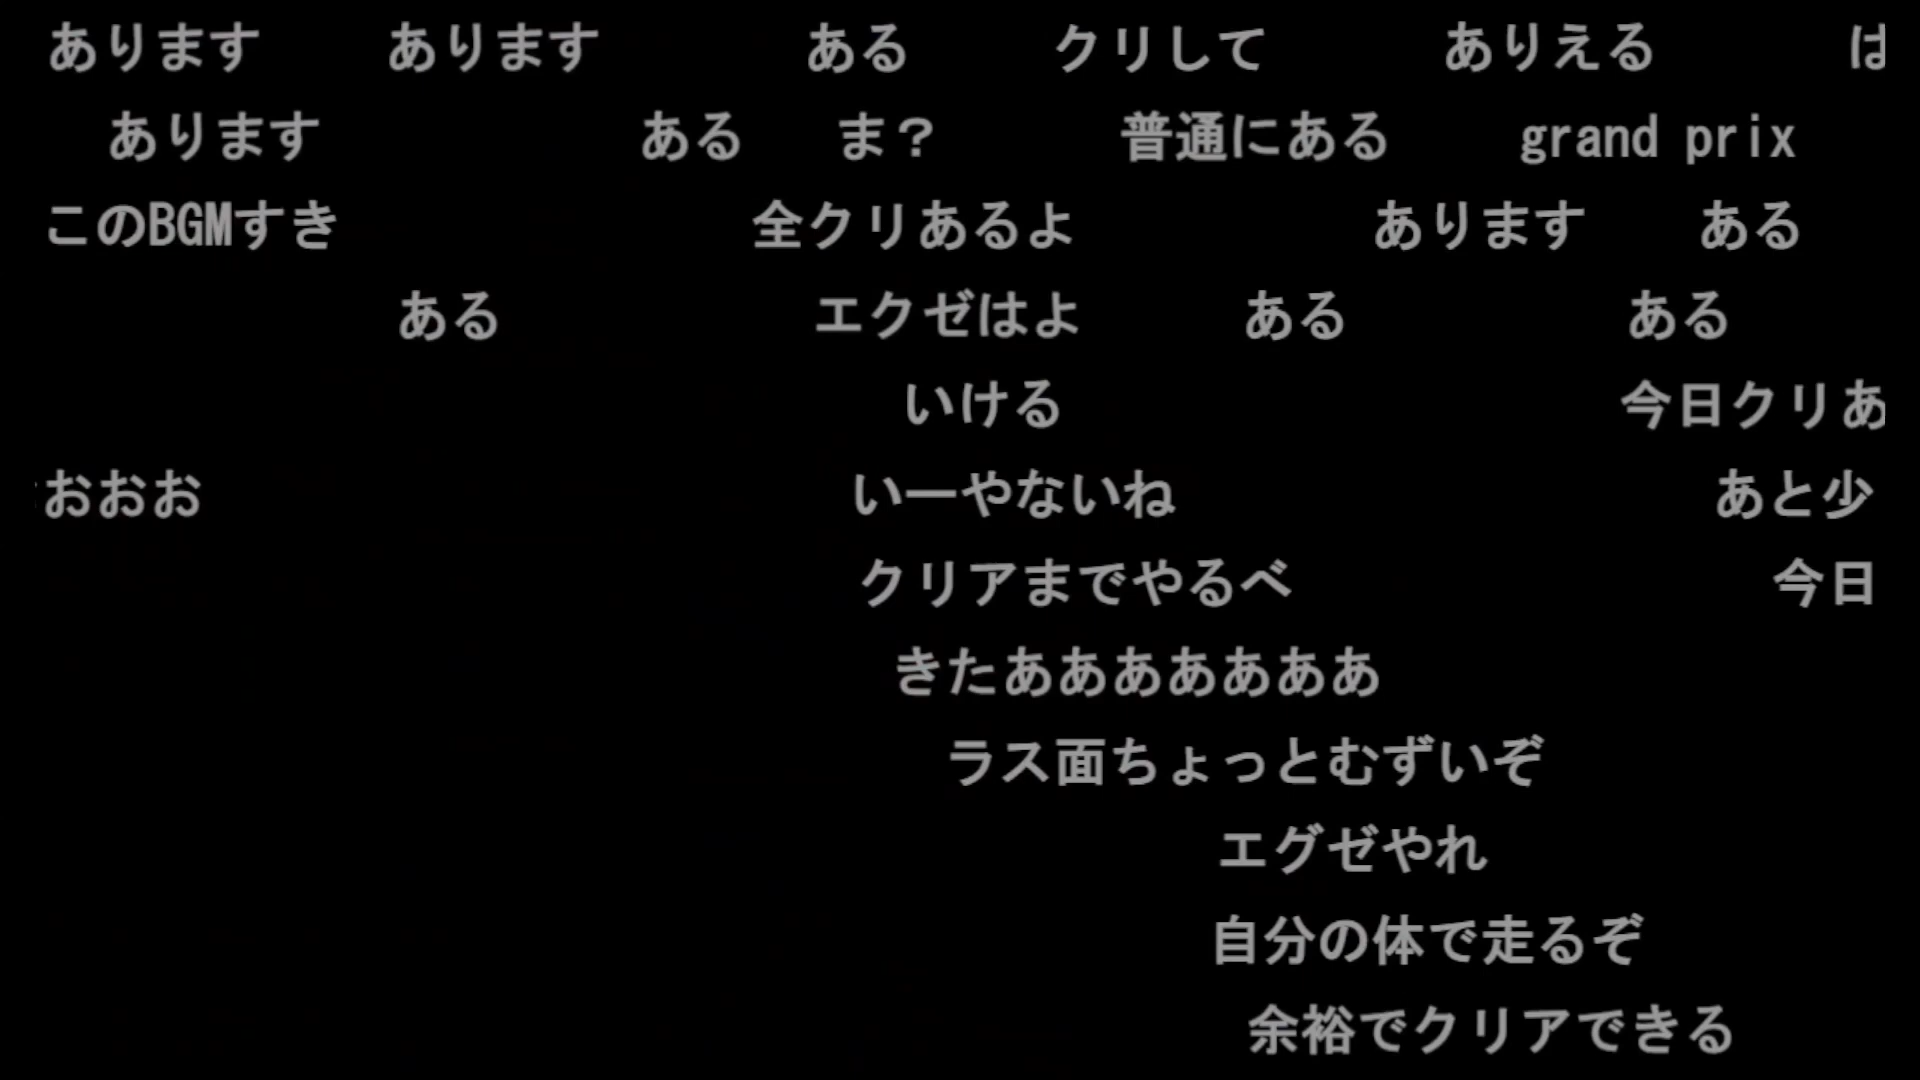 あります あります ある クリして ありえる は
あります ある ま？ 普通にある grand prix
このBGMすき 全クリあるよ あります ある
ある エクゼはよ ある ある
いける 今日クリあ
おおお いーやないね あと少
クリアまでやるべ 今日
きたあああああああ
ラス面ちょっとむずいぞ
エグゼやれ
自分の体で走るぞ
余裕でクリアできる